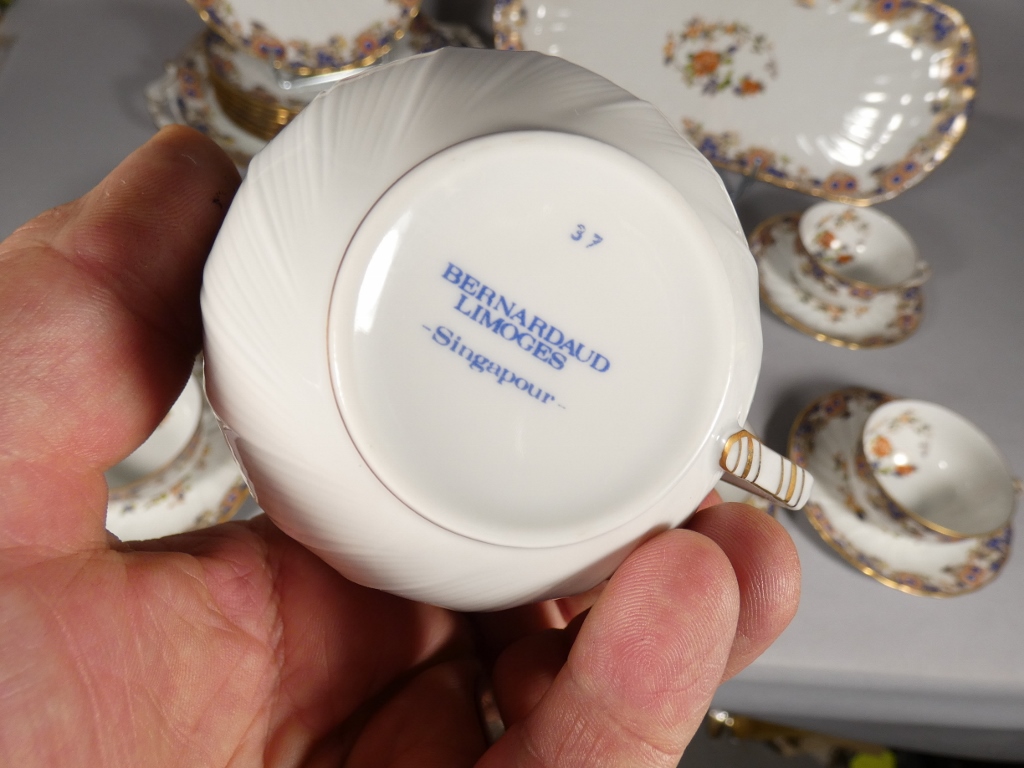 37
BERNARDAUD
LIMOGES
-Singapour-